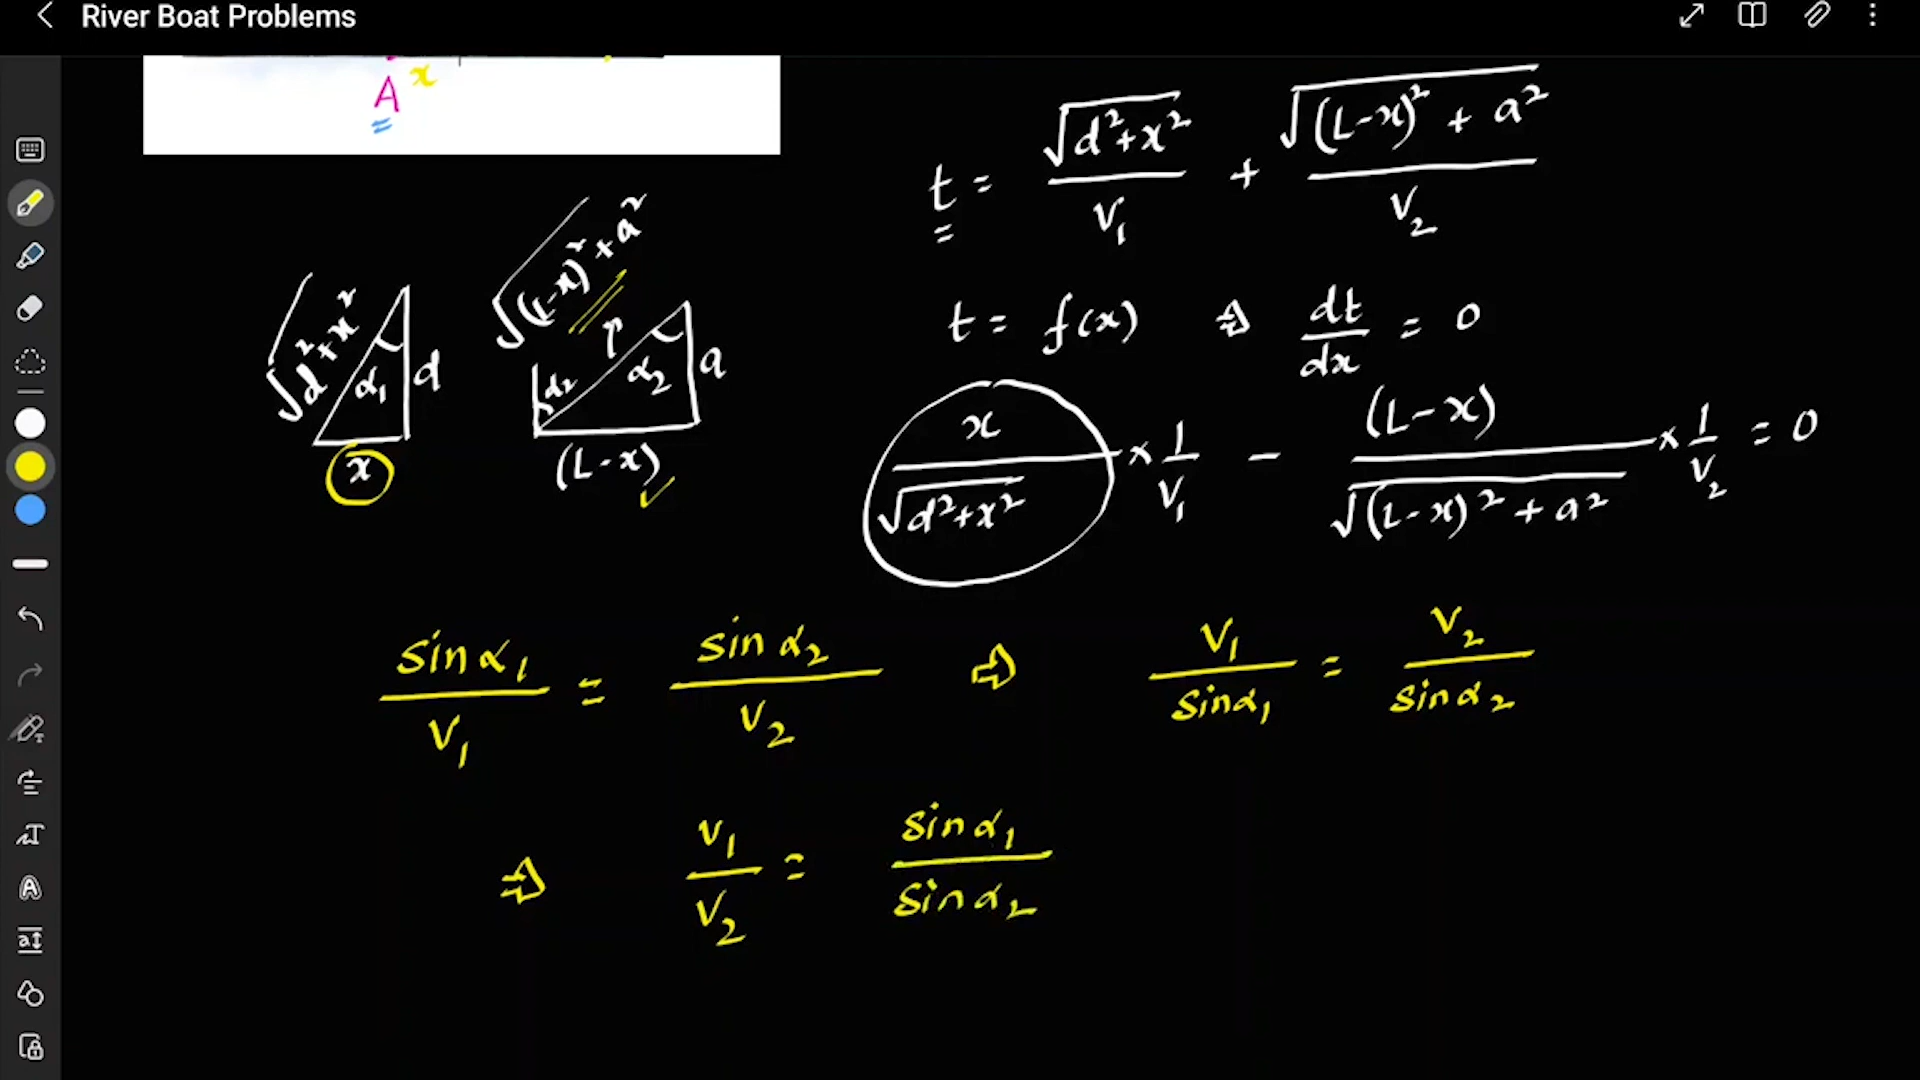 River Boat Problems
x
A
t = √(d²+x²)/V₁ + √((L-x)² + a²)/V₂
√(d²+x²)
α₁
d
x
√((L-x)² + a²)
α₂
α₂
a
(L-x)
t = f(x) ⇒ dt/dx = 0
x/√(d²+x²) × 1/V₁ - (L-x)/√((L-x)² + a²) × 1/V₂ = 0
sin α₁/V₁ = sin α₂/V₂ ⇒ V₁/sin α₁ = V₂/sin α₂
⇒ V₁/V₂ = sin α₁/sin α₂